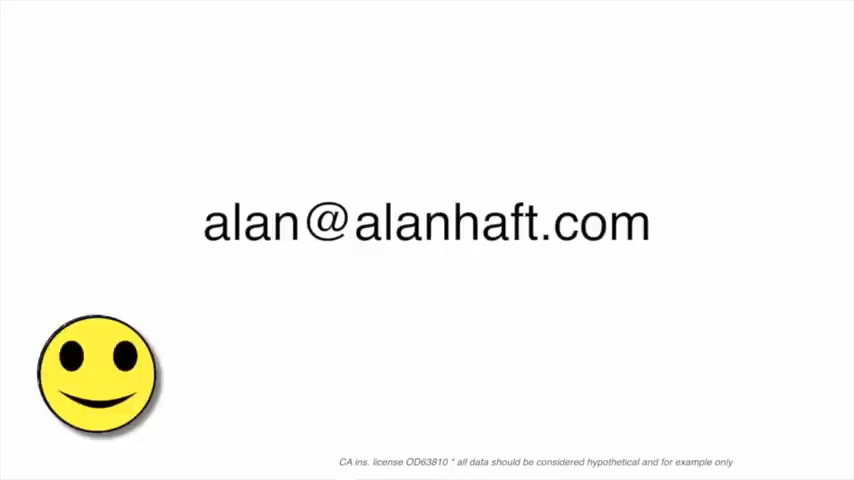 alan@alanhaft.com
CA ins. license OD63810 * all data should be considered hypothetical and for example only